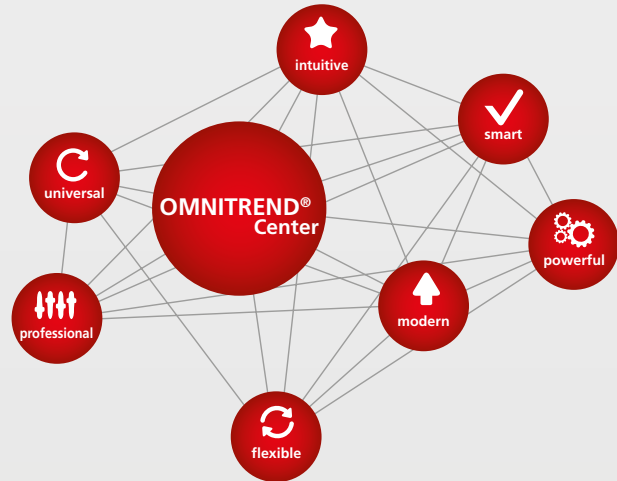 intuitive
smart
universal
OMNITREND®
Center
powerful
modern
professional
flexible